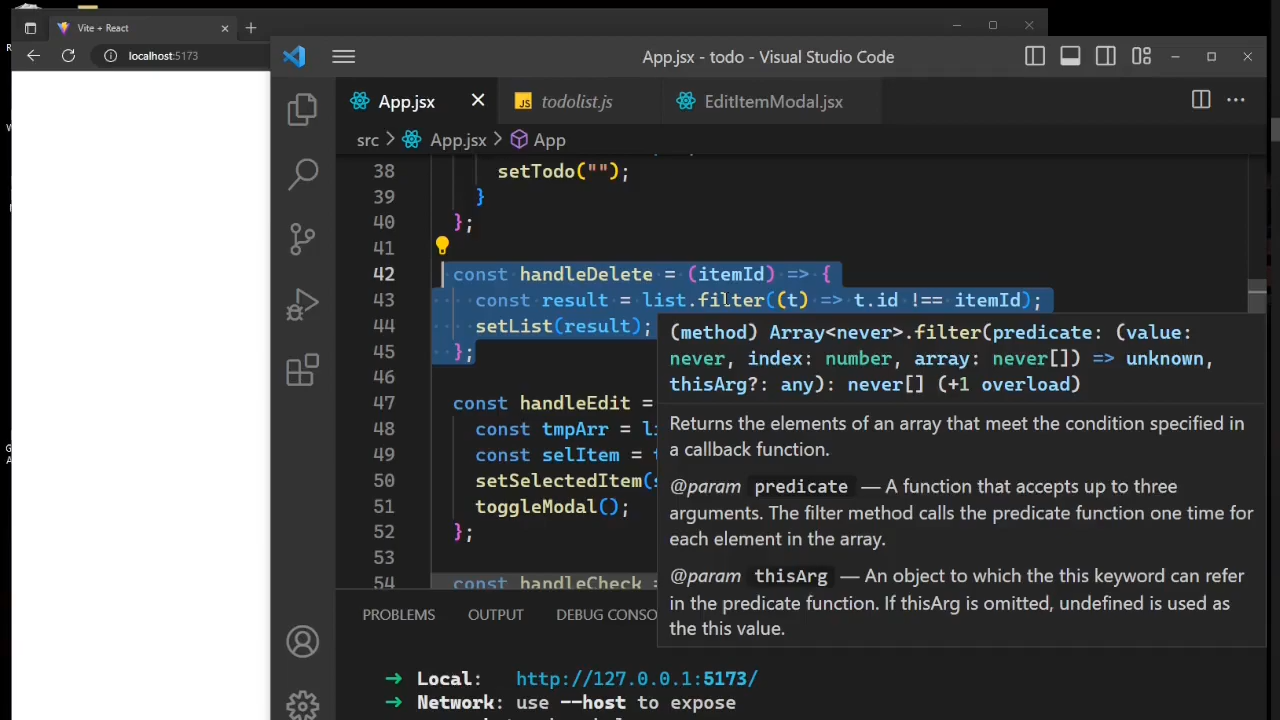 Vite + React
localhost:5173
App.jsx - todo - Visual Studio Code
App.jsx
JS todolist.js
EditItemModal.jsx
src > App.jsx > App
38 setTodo("");
39 }
40 };
41
42 const handleDelete = (itemId) => {
43 const result = list.filter((t) => t.id !== itemId);
44 setList(result);
45 };
46
47 const handleEdit =
48 const tmpArr =
49 const selItem =
50 setSelectedItem(
51 toggleModal();
52 };
53
54 const handleCheck =
(method) Array<never>.filter(predicate: (value:
never, index: number, array: never[]) => unknown,
thisArg?: any): never[] (+1 overload)
Returns the elements of an array that meet the condition specified in
a callback function.
@param predicate — A function that accepts up to three
arguments. The filter method calls the predicate function one time for
each element in the array.
@param thisArg — An object to which the this keyword can refer
in the predicate function. If thisArg is omitted, undefined is used as
the this value.
PROBLEMS OUTPUT DEBUG CONSO
➜ Local: http://127.0.0.1:5173/
➜ Network: use --host to expose